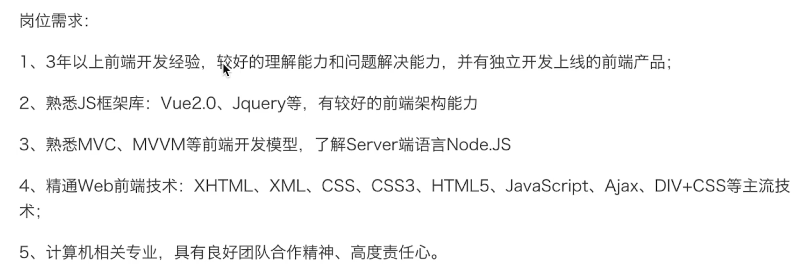 岗位需求：
1、3年以上前端开发经验，较好的理解能力和问题解决能力，并有独立开发上线的前端产品；
2、熟悉JS框架库：Vue2.0、Jquery等，有较好的前端架构能力
3、熟悉MVC、MVVM等前端开发模型，了解Server端语言Node.JS
4、精通Web前端技术：XHTML、XML、CSS、CSS3、HTML5、JavaScript、Ajax、DIV+CSS等主流技
术；
5、计算机相关专业，具有良好团队合作精神、高度责任心。